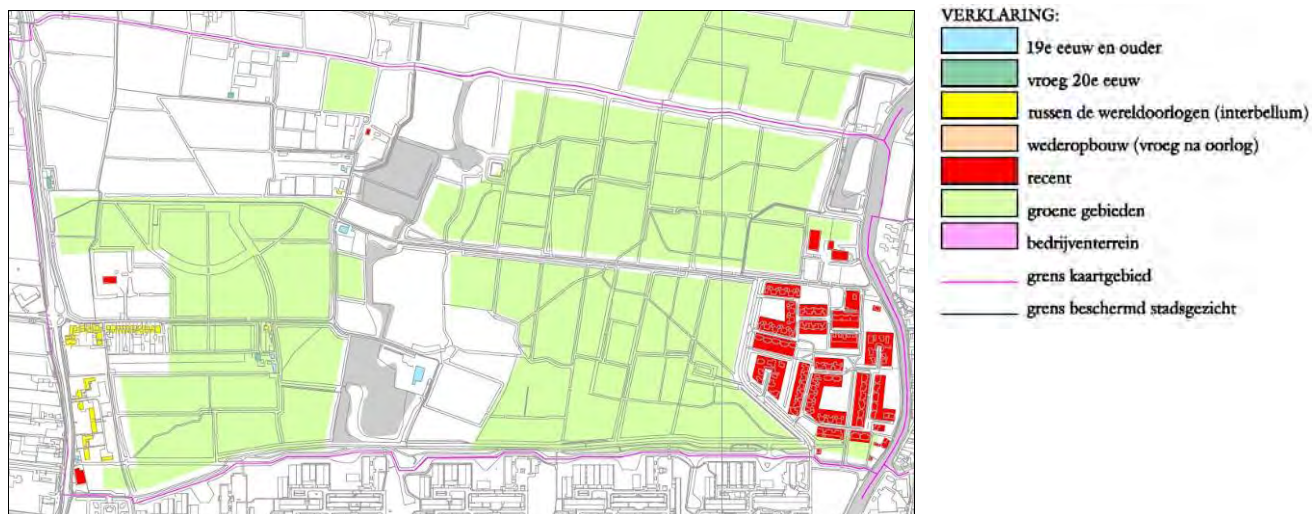 VERKLARING:
19e eeuw en ouder
vroeg 20e eeuw
tussen de wereldoorlogen (interbellum)
wederopbouw (vroeg na oorlog)
recent
groene gebieden
bedrijventerrein
grens kaartgebied
grens beschermd stadsgezicht